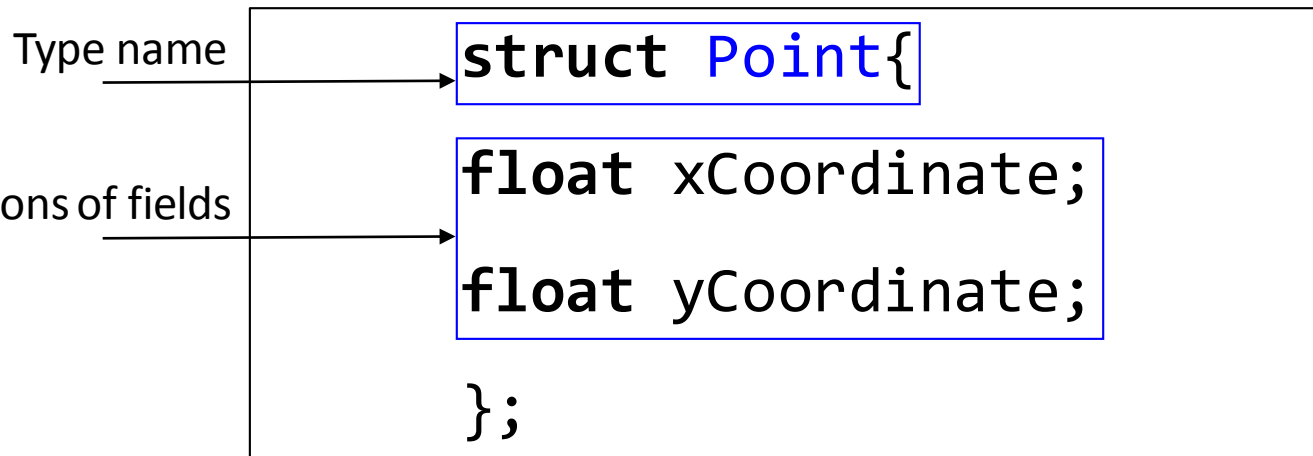 Type name
struct Point{
float xCoordinate;
ons of fields
float yCoordinate;
};